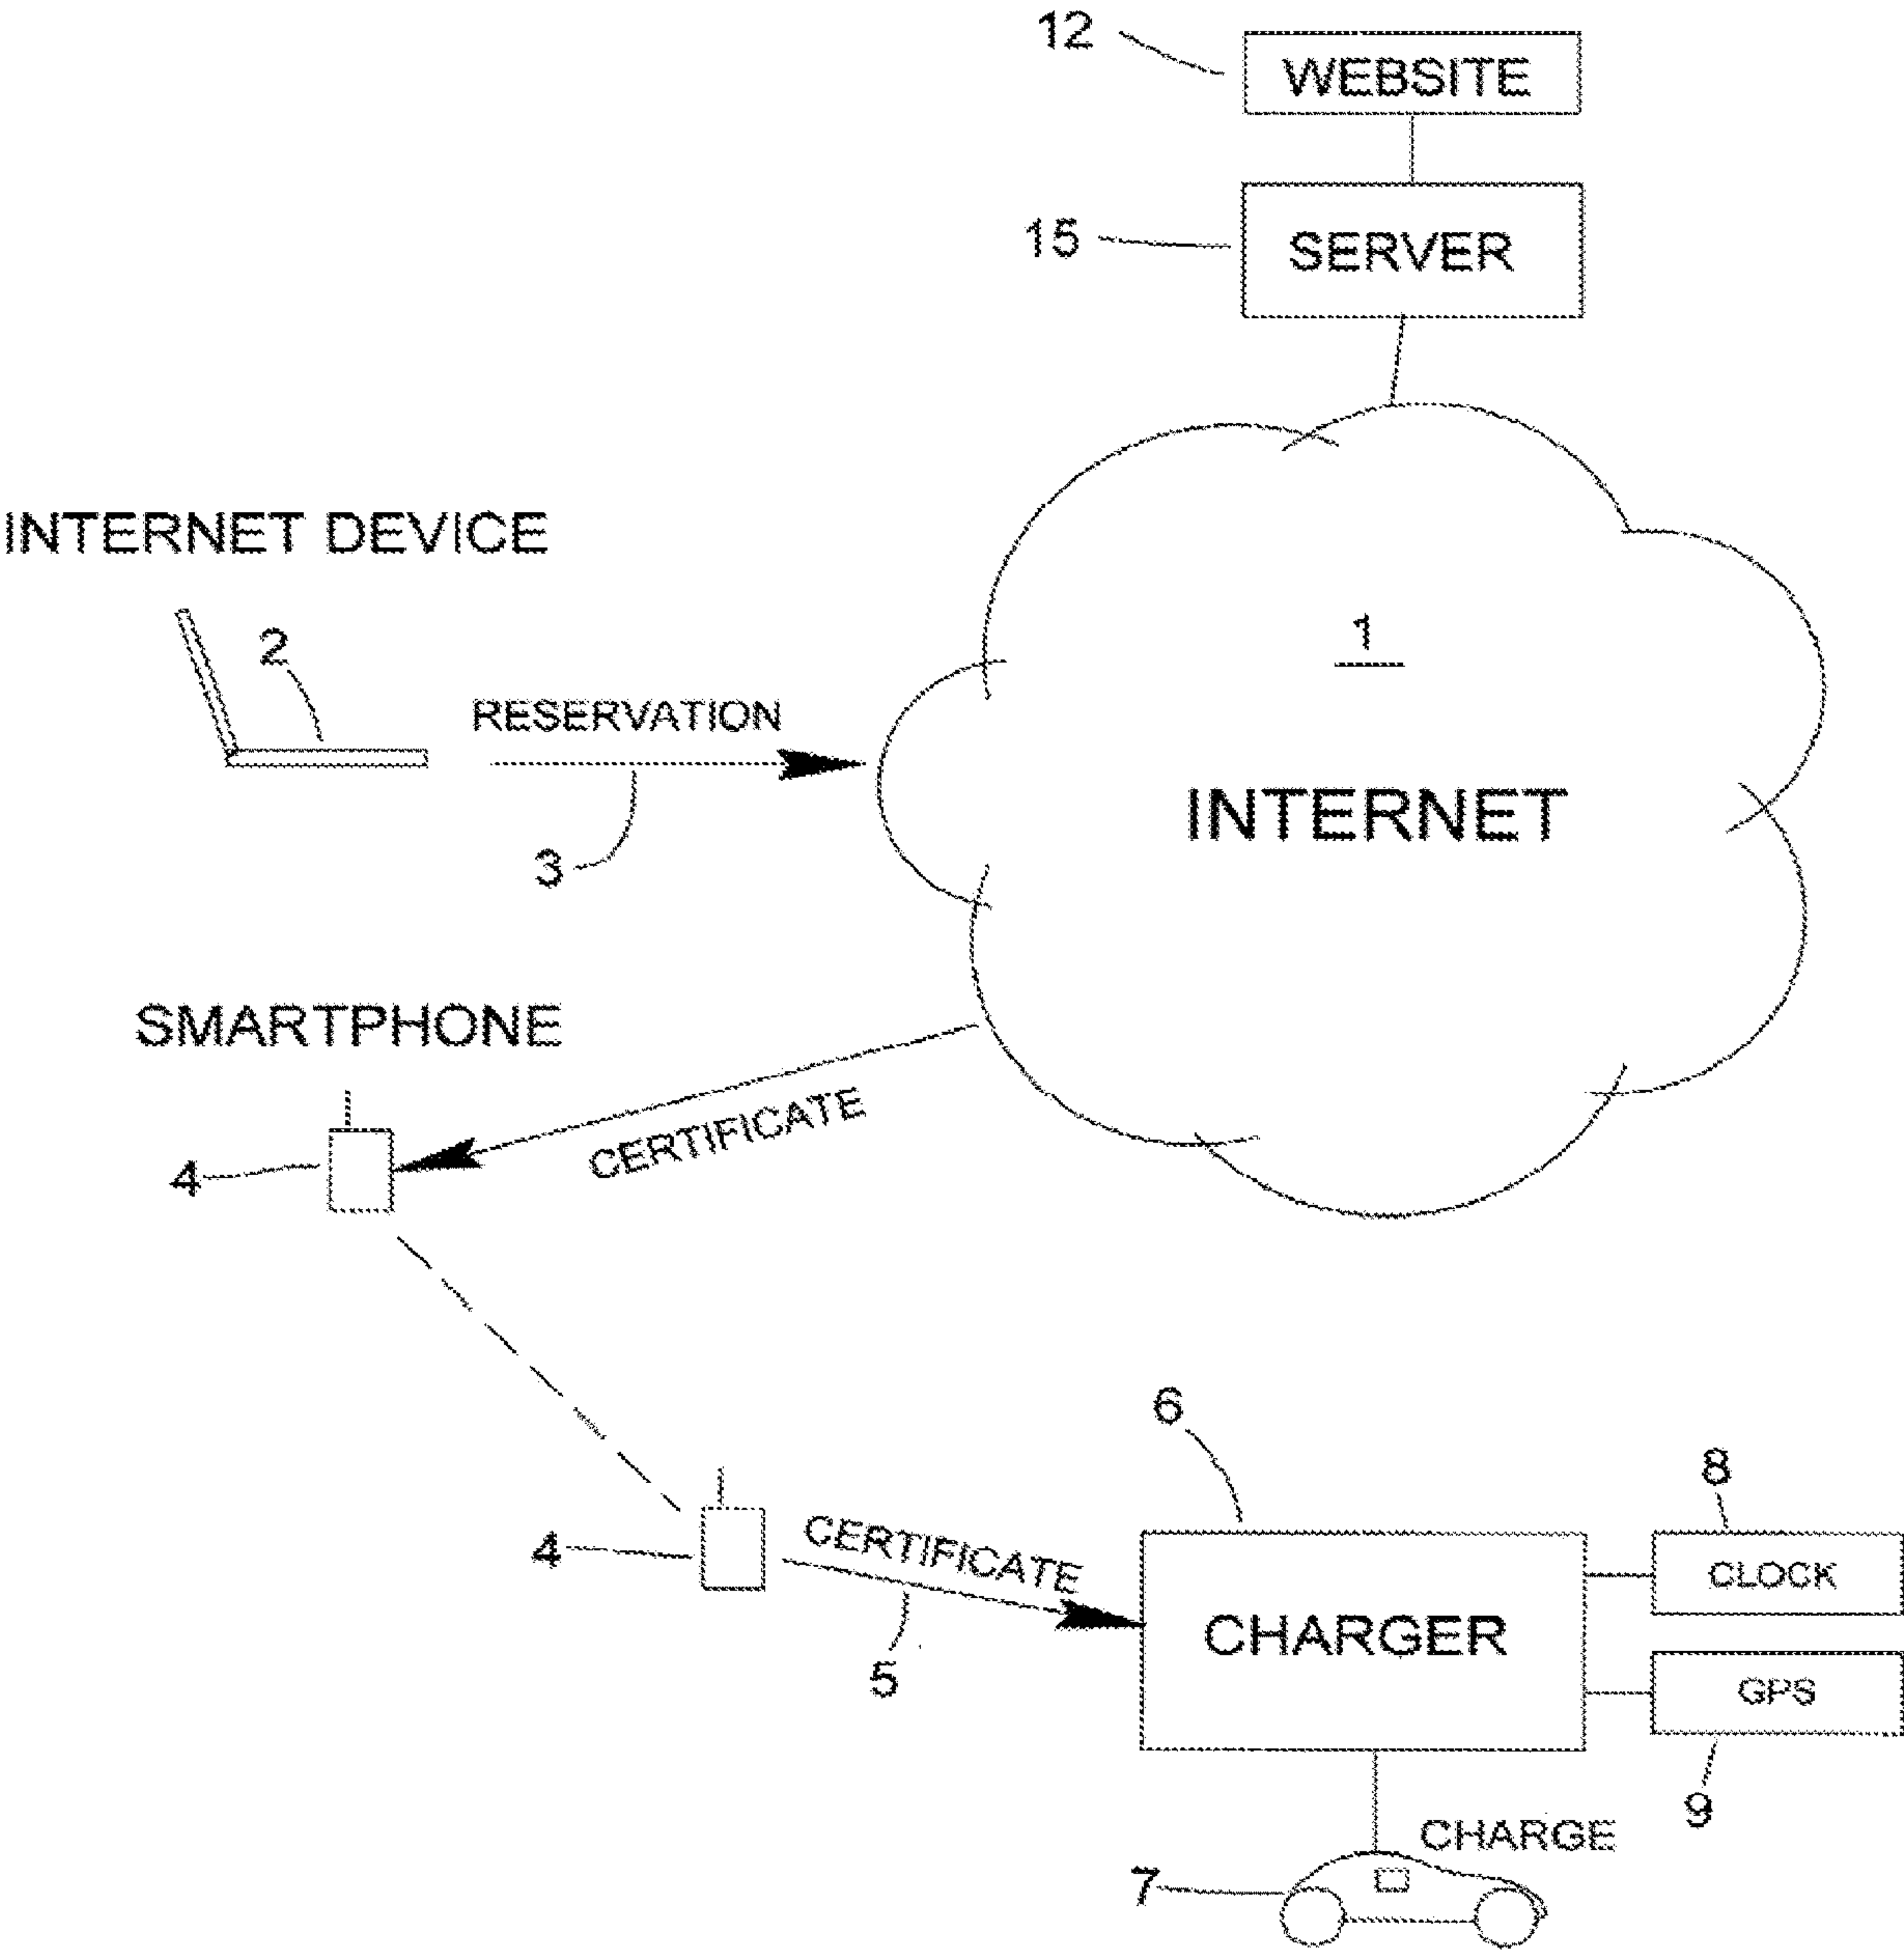 12
WEBSITE
15
SERVER
INTERNET DEVICE
2
1
RESERVATION
INTERNET
3
SMARTPHONE
CERTIFICATE
4
6
8
4
CERTIFICATE
CLOCK
CHARGER
5
GPS
9
CHARGE
7